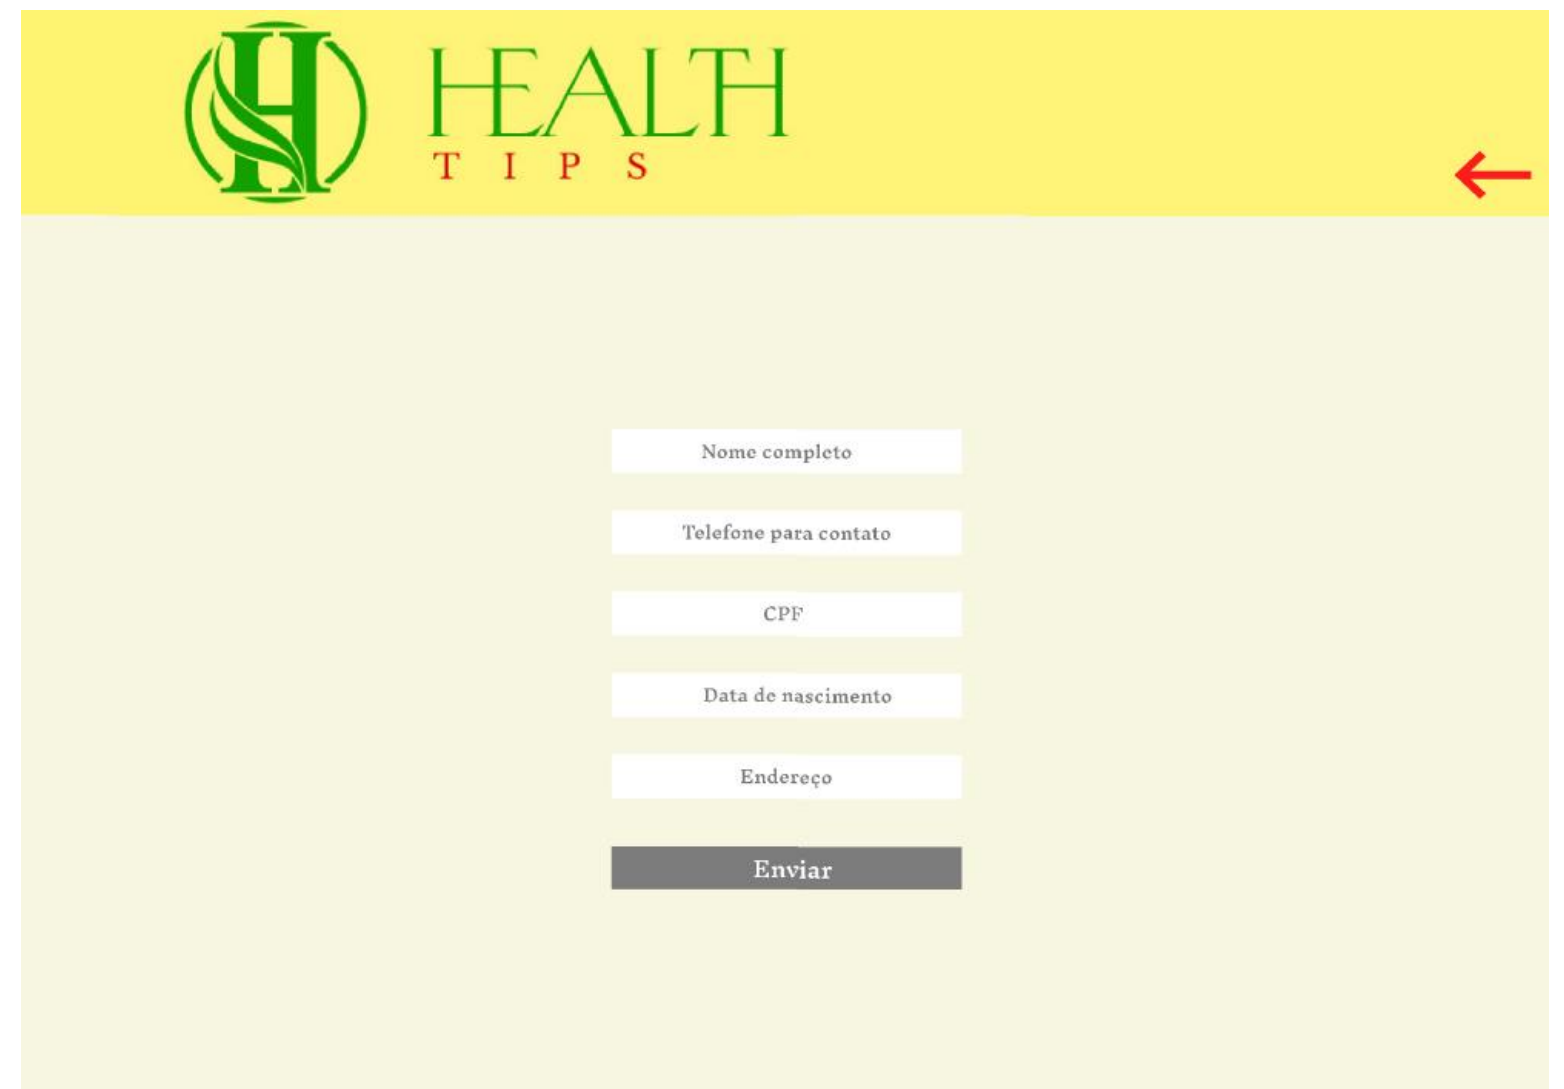 HEALTH
TIPS
Nome completo
Telefone para contato
CPF
Data de nascimento
Endereço
Enviar